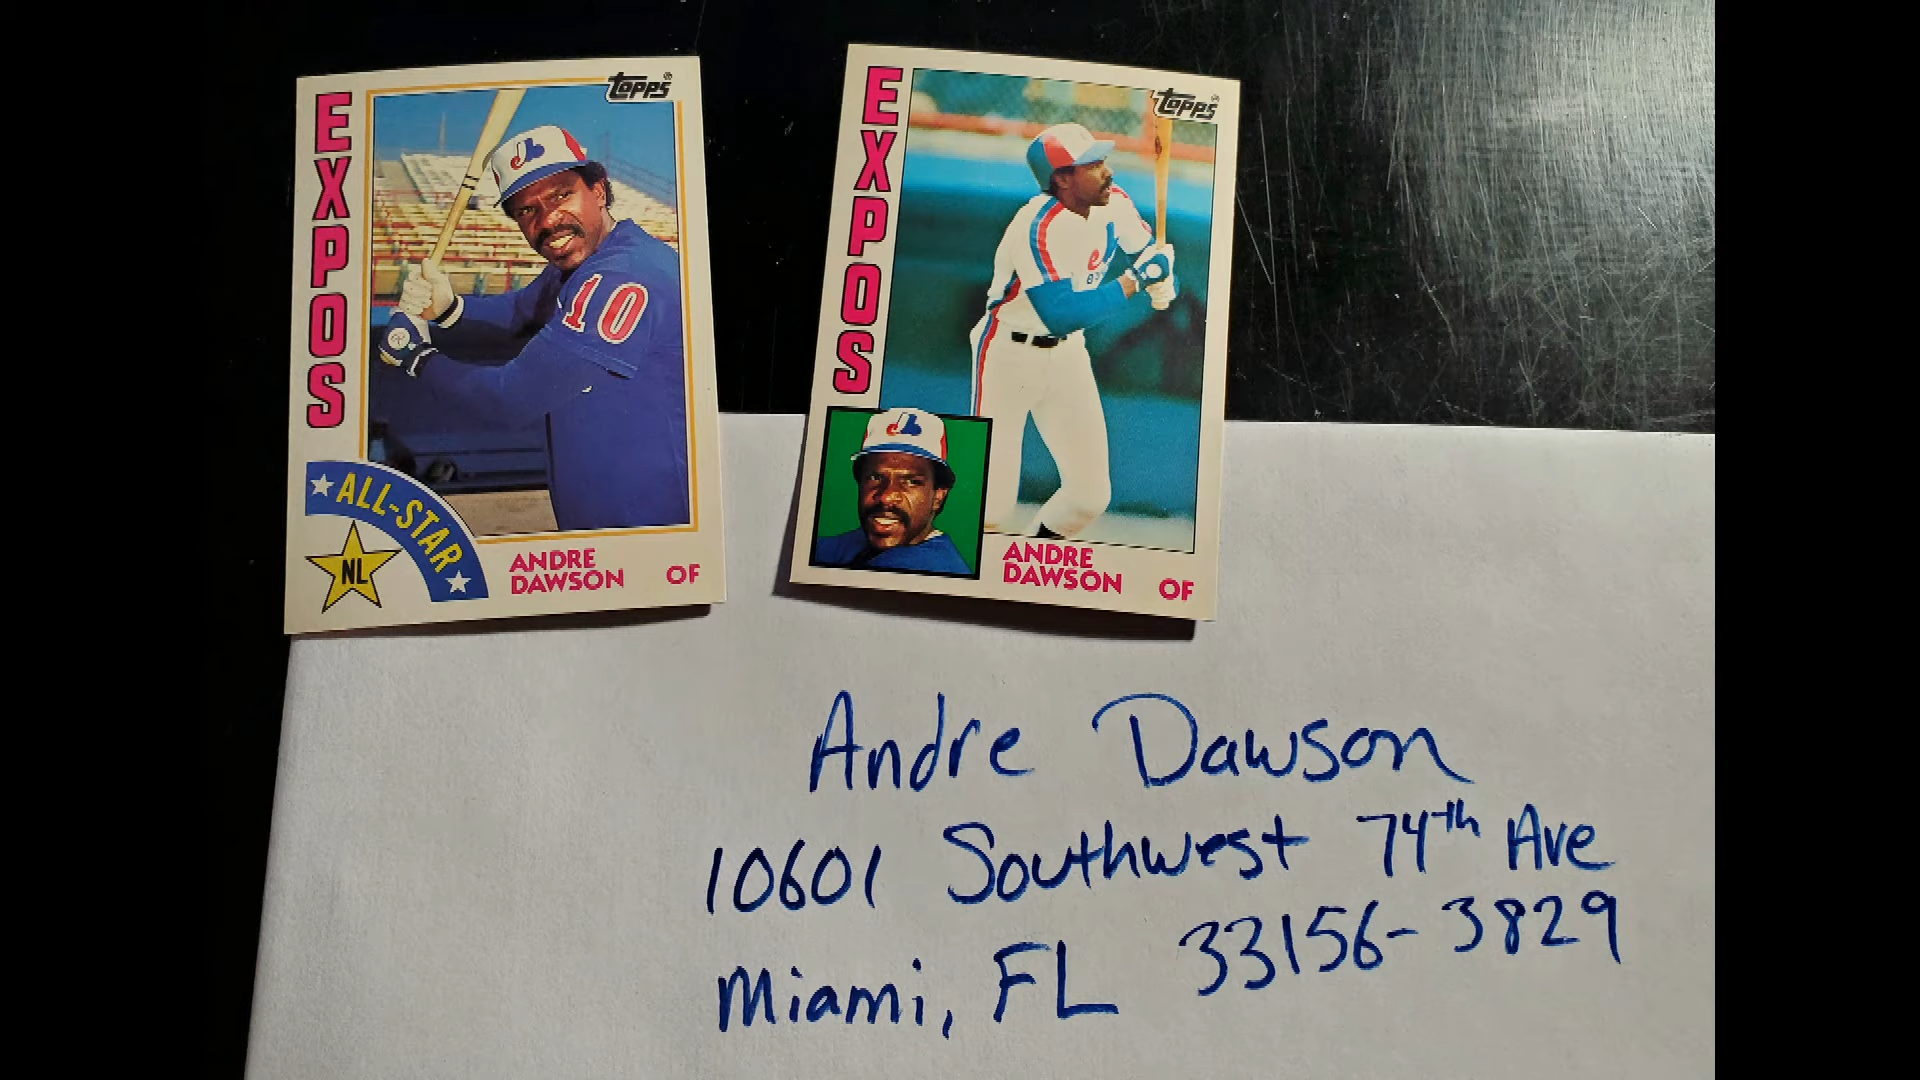 EXPOS
Topps
10
ALL-STAR
NL
ANDRE
DAWSON OF
EXPOS
Topps
ANDRE
DAWSON OF
Andre Dawson
10601 Southwest 74th Ave
Miami, FL 33156-3829